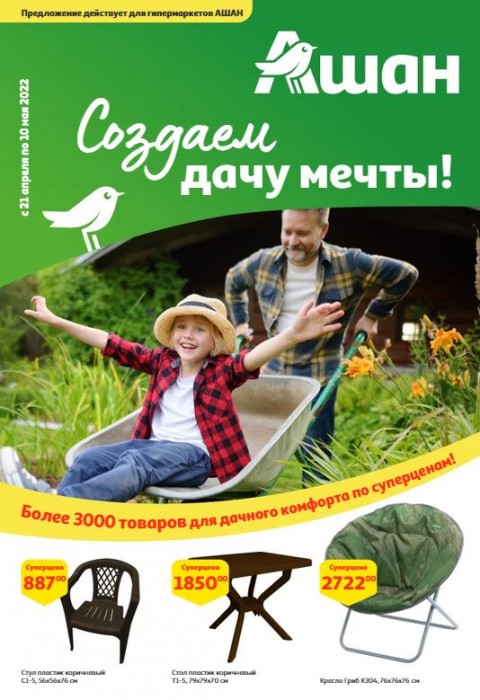 Предложение действует для гипермаркетов АШАН
Ашан
с 21 апреля по 10 мая 2022
Создаем
дачу мечты!
Более 3000 товаров для дачного комфорта по суперценам!
Суперцена
887⁰⁰
Суперцена
1850⁰⁰
Суперцена
2722⁰⁰
Стул пластик коричневый
С1-5, 56х56х76 см
Стол пластик коричневый
Т1-5, 79х79х70 см
Кресло Гриб К304, 76х76х76 см